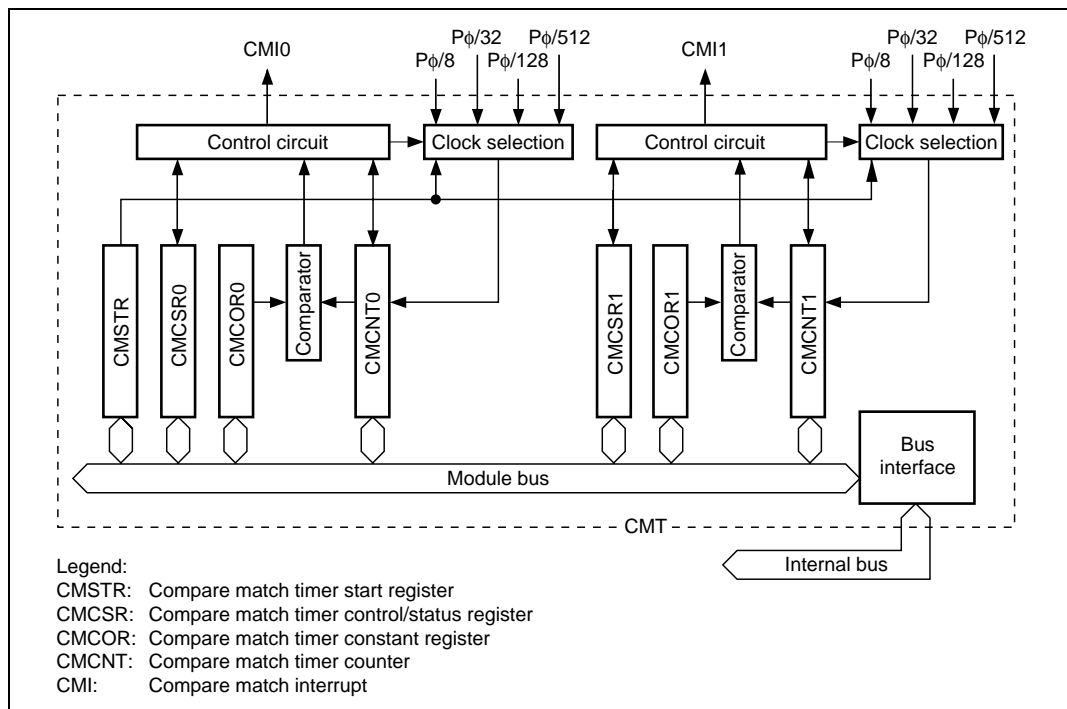 CMI0
Pφ/32
Pφ/512
Pφ/8
Pφ/128
CMI1
Pφ/32
Pφ/512
Pφ/8
Pφ/128
Control circuit
Clock selection
Control circuit
Clock selection
CMSTR
CMCSR0
CMCOR0
Comparator
CMCNT0
CMCSR1
CMCOR1
Comparator
CMCNT1
Bus
interface
Module bus
CMT
Internal bus
Legend:
CMSTR: Compare match timer start register
CMCSR: Compare match timer control/status register
CMCOR: Compare match timer constant register
CMCNT: Compare match timer counter
CMI: Compare match interrupt